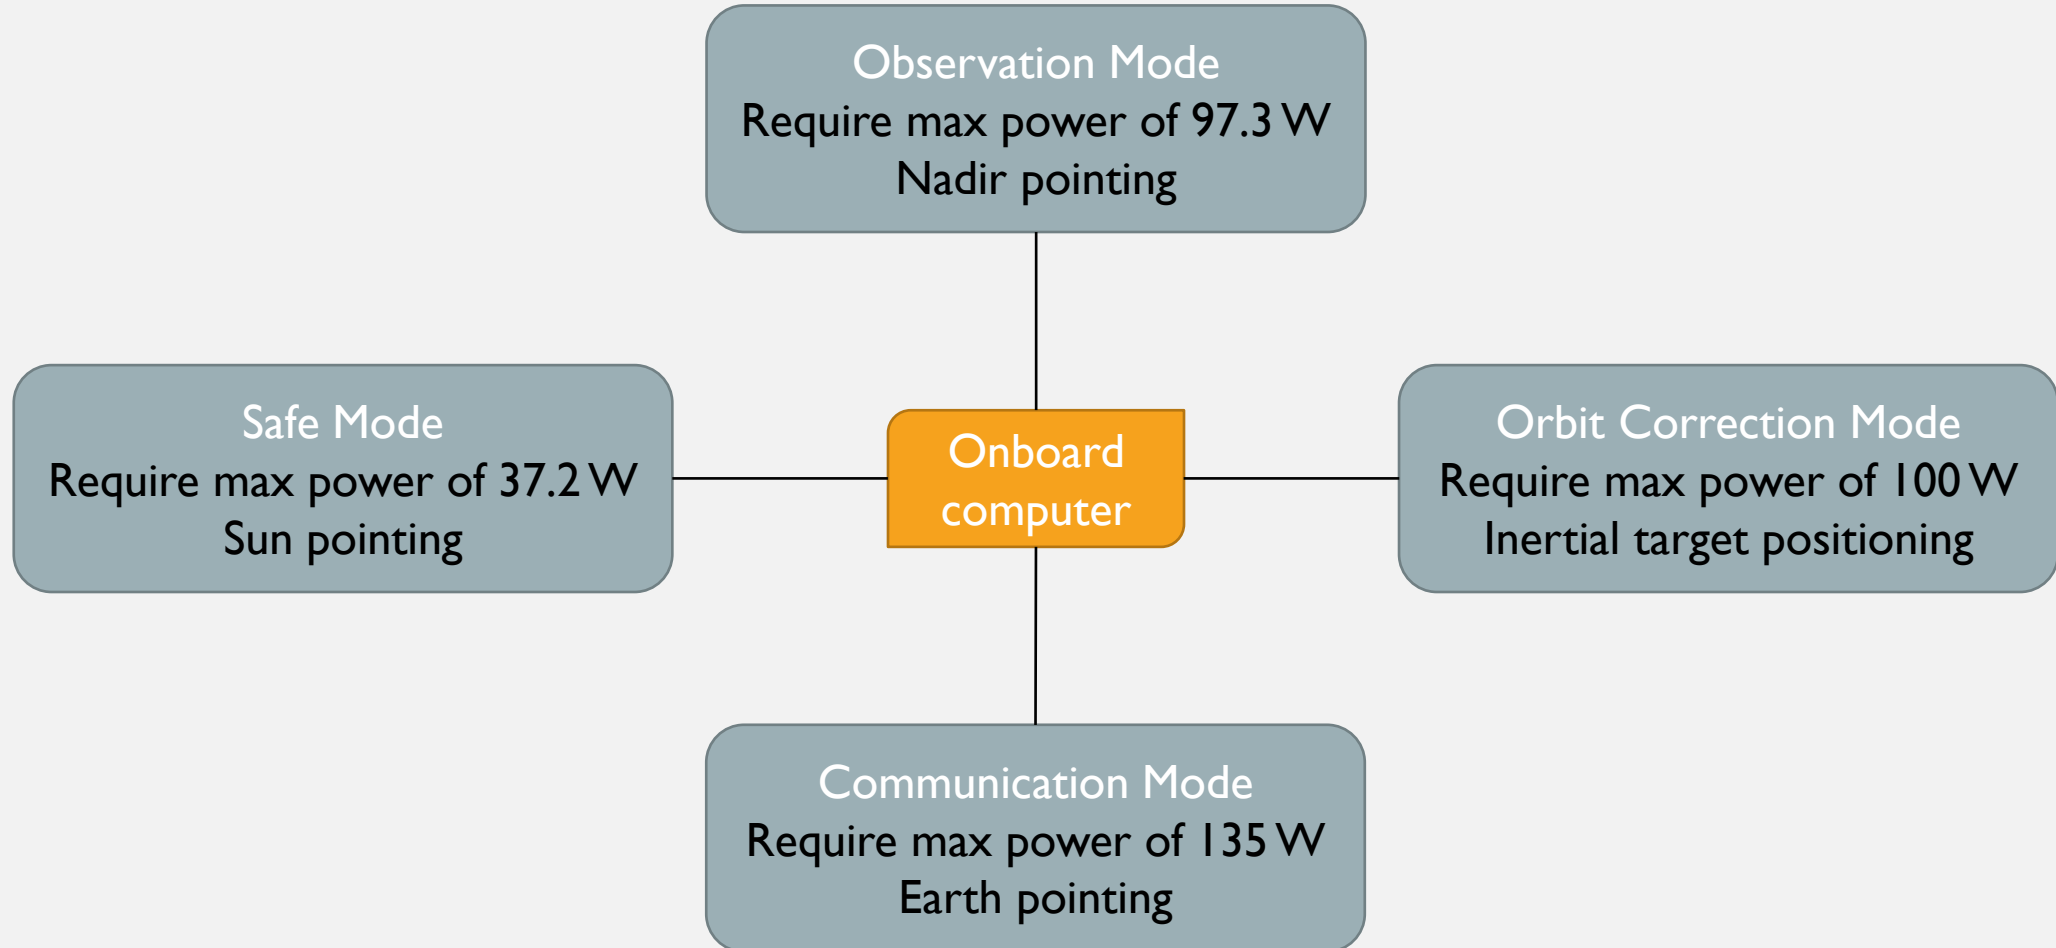 Observation Mode
Require max power of 97.3 W
Nadir pointing
Safe Mode
Require max power of 37.2 W
Sun pointing
Onboard
computer
Orbit Correction Mode
Require max power of 100 W
Inertial target positioning
Communication Mode
Require max power of 135 W
Earth pointing